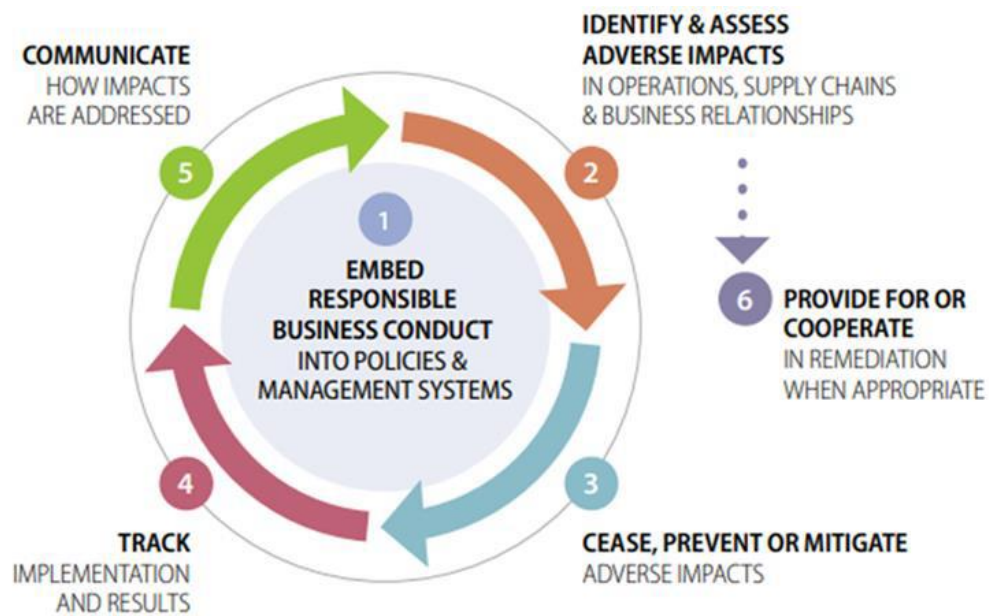 COMMUNICATE
HOW IMPACTS
ARE ADDRESSED
5
IDENTIFY & ASSESS
ADVERSE IMPACTS
IN OPERATIONS, SUPPLY CHAINS
& BUSINESS RELATIONSHIPS
2
1
EMBED
RESPONSIBLE
BUSINESS CONDUCT
INTO POLICIES &
MANAGEMENT SYSTEMS
6
PROVIDE FOR OR
COOPERATE
IN REMEDIATION
WHEN APPROPRIATE
4
TRACK
IMPLEMENTATION
AND RESULTS
3
CEASE, PREVENT OR MITIGATE
ADVERSE IMPACTS